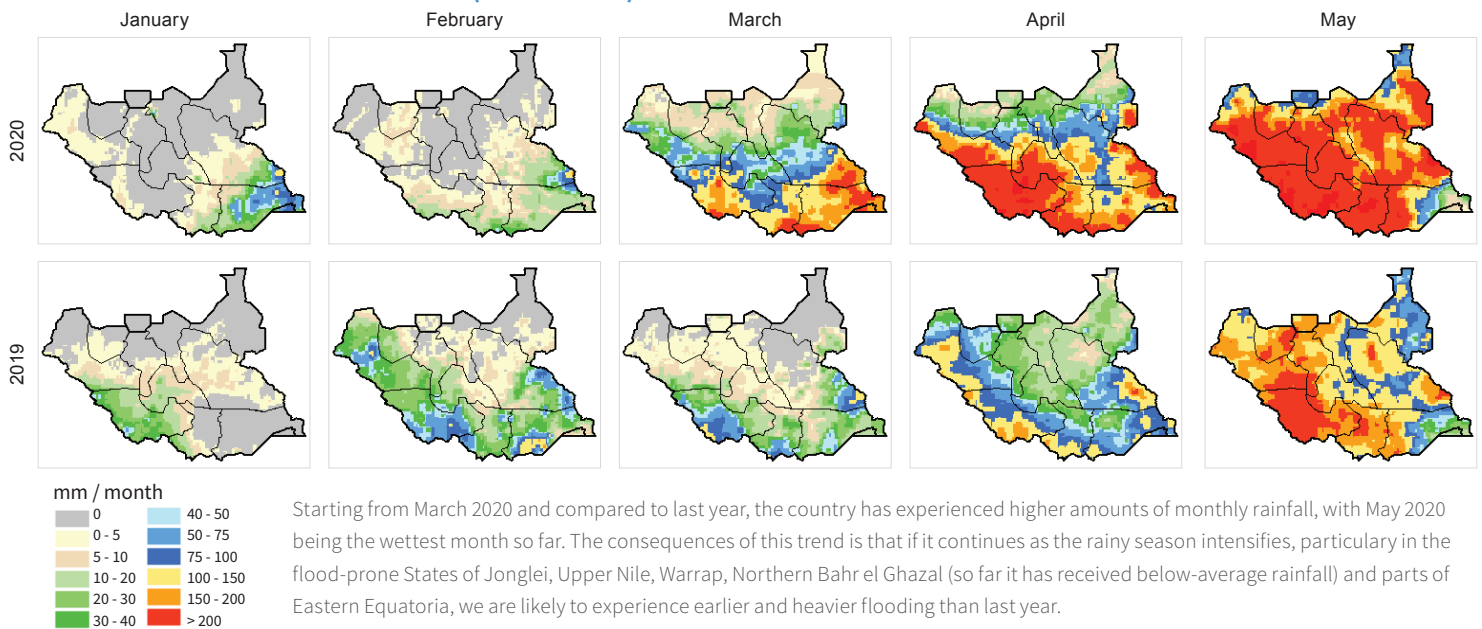 January
February
March
April
May
2020
2019
mm / month
0
0 - 5
5 - 10
10 - 20
20 - 30
30 - 40
40 - 50
50 - 75
75 - 100
100 - 150
150 - 200
> 200
Starting from March 2020 and compared to last year, the country has experienced higher amounts of monthly rainfall, with May 2020
being the wettest month so far. The consequences of this trend is that if it continues as the rainy season intensifies, particulary in the
flood-prone States of Jonglei, Upper Nile, Warrap, Northern Bahr el Ghazal (so far it has received below-average rainfall) and parts of
Eastern Equatoria, we are likely to experience earlier and heavier flooding than last year.